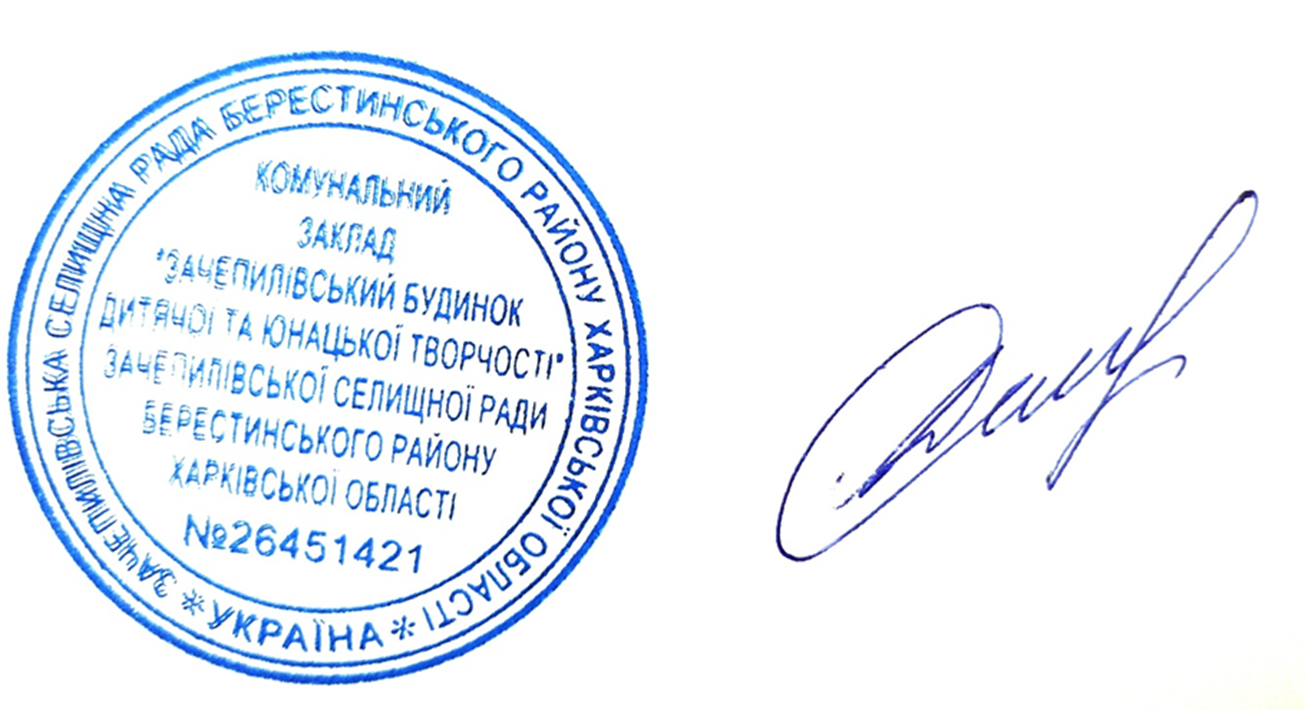 ЗАЧЕПИЛІВСЬКА СЕЛИЩНА РАДА БЕРЕСТИНСЬКОГО РАЙОНУ ХАРКІВСЬКОЇ ОБЛАСТІ
* УКРАЇНА *
КОМУНАЛЬНИЙ
ЗАКЛАД
"ЗАЧЕПИЛІВСЬКИЙ БУДИНОК
ДИТЯЧОЇ ТА ЮНАЦЬКОЇ ТВОРЧОСТІ"
ЗАЧЕПИЛІВСЬКОЇ СЕЛИЩНОЇ РАДИ
БЕРЕСТИНСЬКОГО РАЙОНУ
ХАРКІВСЬКОЇ ОБЛАСТІ
№26451421